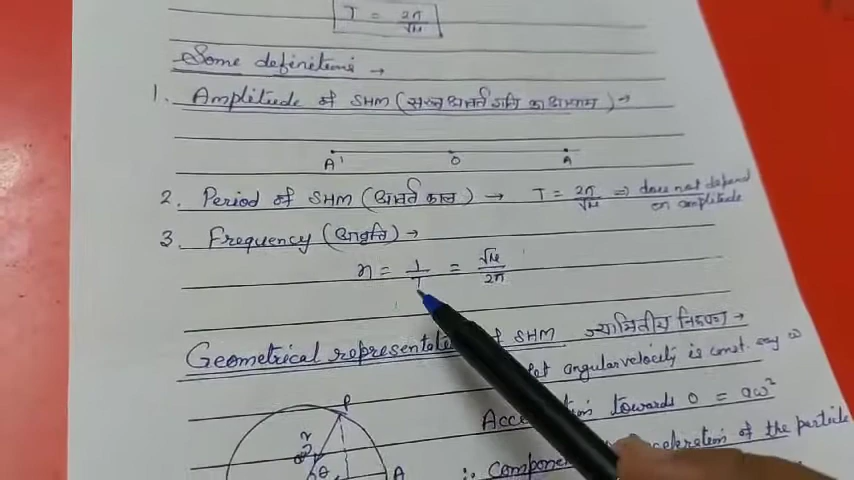 T = 2π/√μ
Some definitions →
1. Amplitude of SHM (सरल आवर्त गति का आयाम) →
A' O A
2. Period of SHM (आवर्त काल) → T = 2π/√μ ⇒ does not depend on amplitude
3. Frequency (आवृत्ति) →
n = 1/T = √μ/2π
Geometrical representation of SHM ज्यामितीय निरूपण →
let angular velocity is const. say ω
Acceleration towards O = aω²
∴ Component acceleration of the particle
P
A
θ